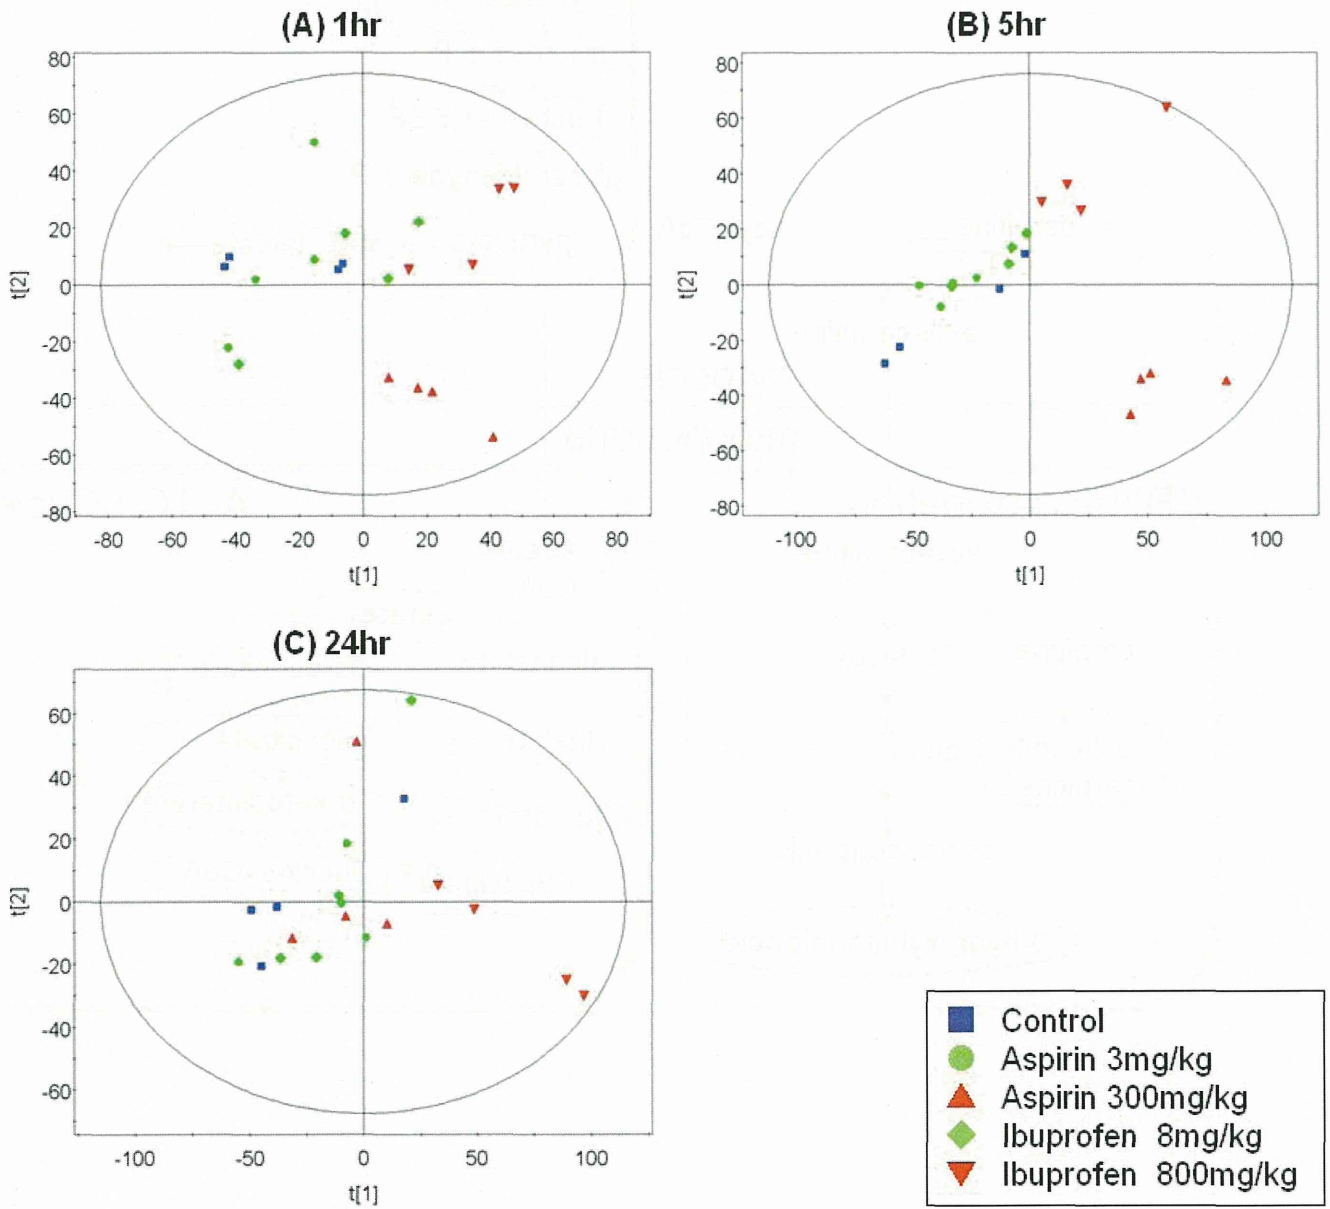 (A) 1hr
80
60
40
20
0
-20
-40
-60
-80
t[2]
-80 -60 -40 -20 0 20 40 60 80
t[1]
(B) 5hr
80
60
40
20
0
-20
-40
-60
-80
t[2]
-100 -50 0 50 100
t[1]
(C) 24hr
60
40
20
0
-20
-40
-60
t[2]
-100 -50 0 50 100
t[1]
Control
Aspirin 3mg/kg
Aspirin 300mg/kg
Ibuprofen 8mg/kg
Ibuprofen 800mg/kg